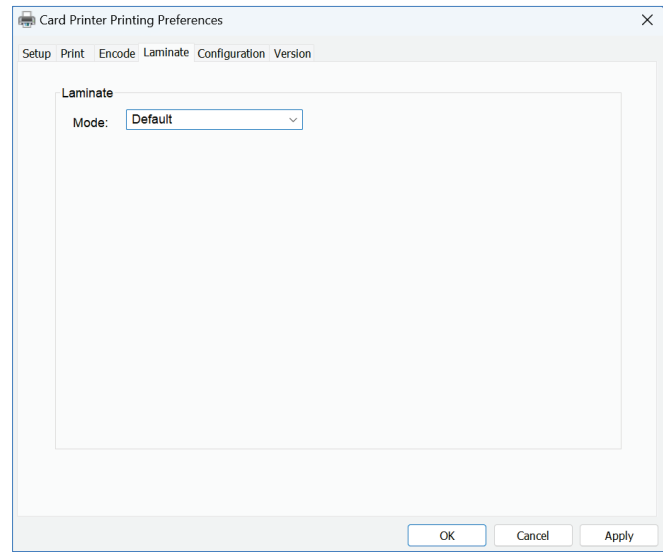 Card Printer Printing Preferences
Setup Print Encode Laminate Configuration Version
Laminate
Mode: Default
OK Cancel Apply